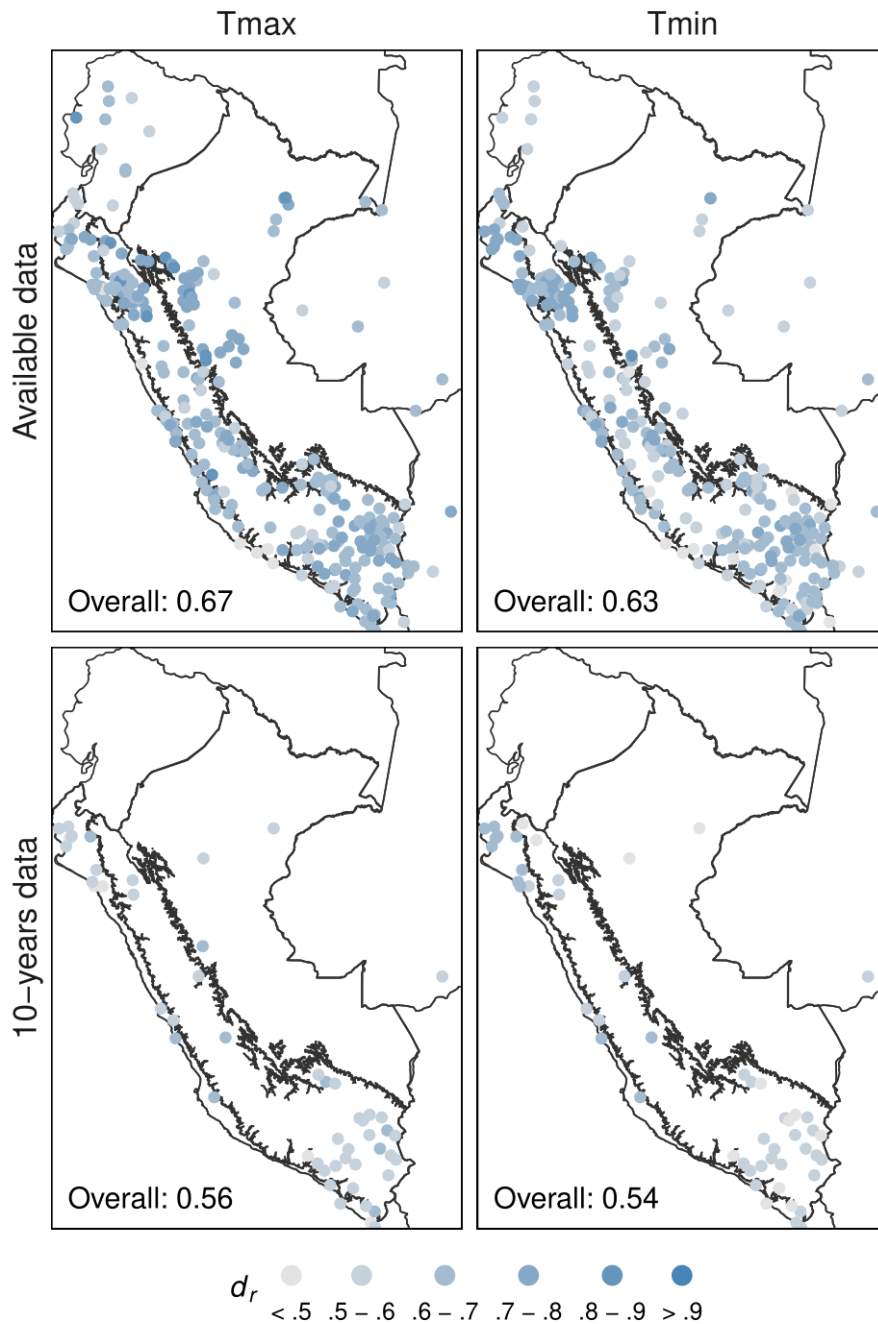 Tmax
Tmin
Available data
Overall: 0.67
Overall: 0.63
10−years data
Overall: 0.56
Overall: 0.54
dr
< .5 .5 − .6 .6 − .7 .7 − .8 .8 − .9 > .9